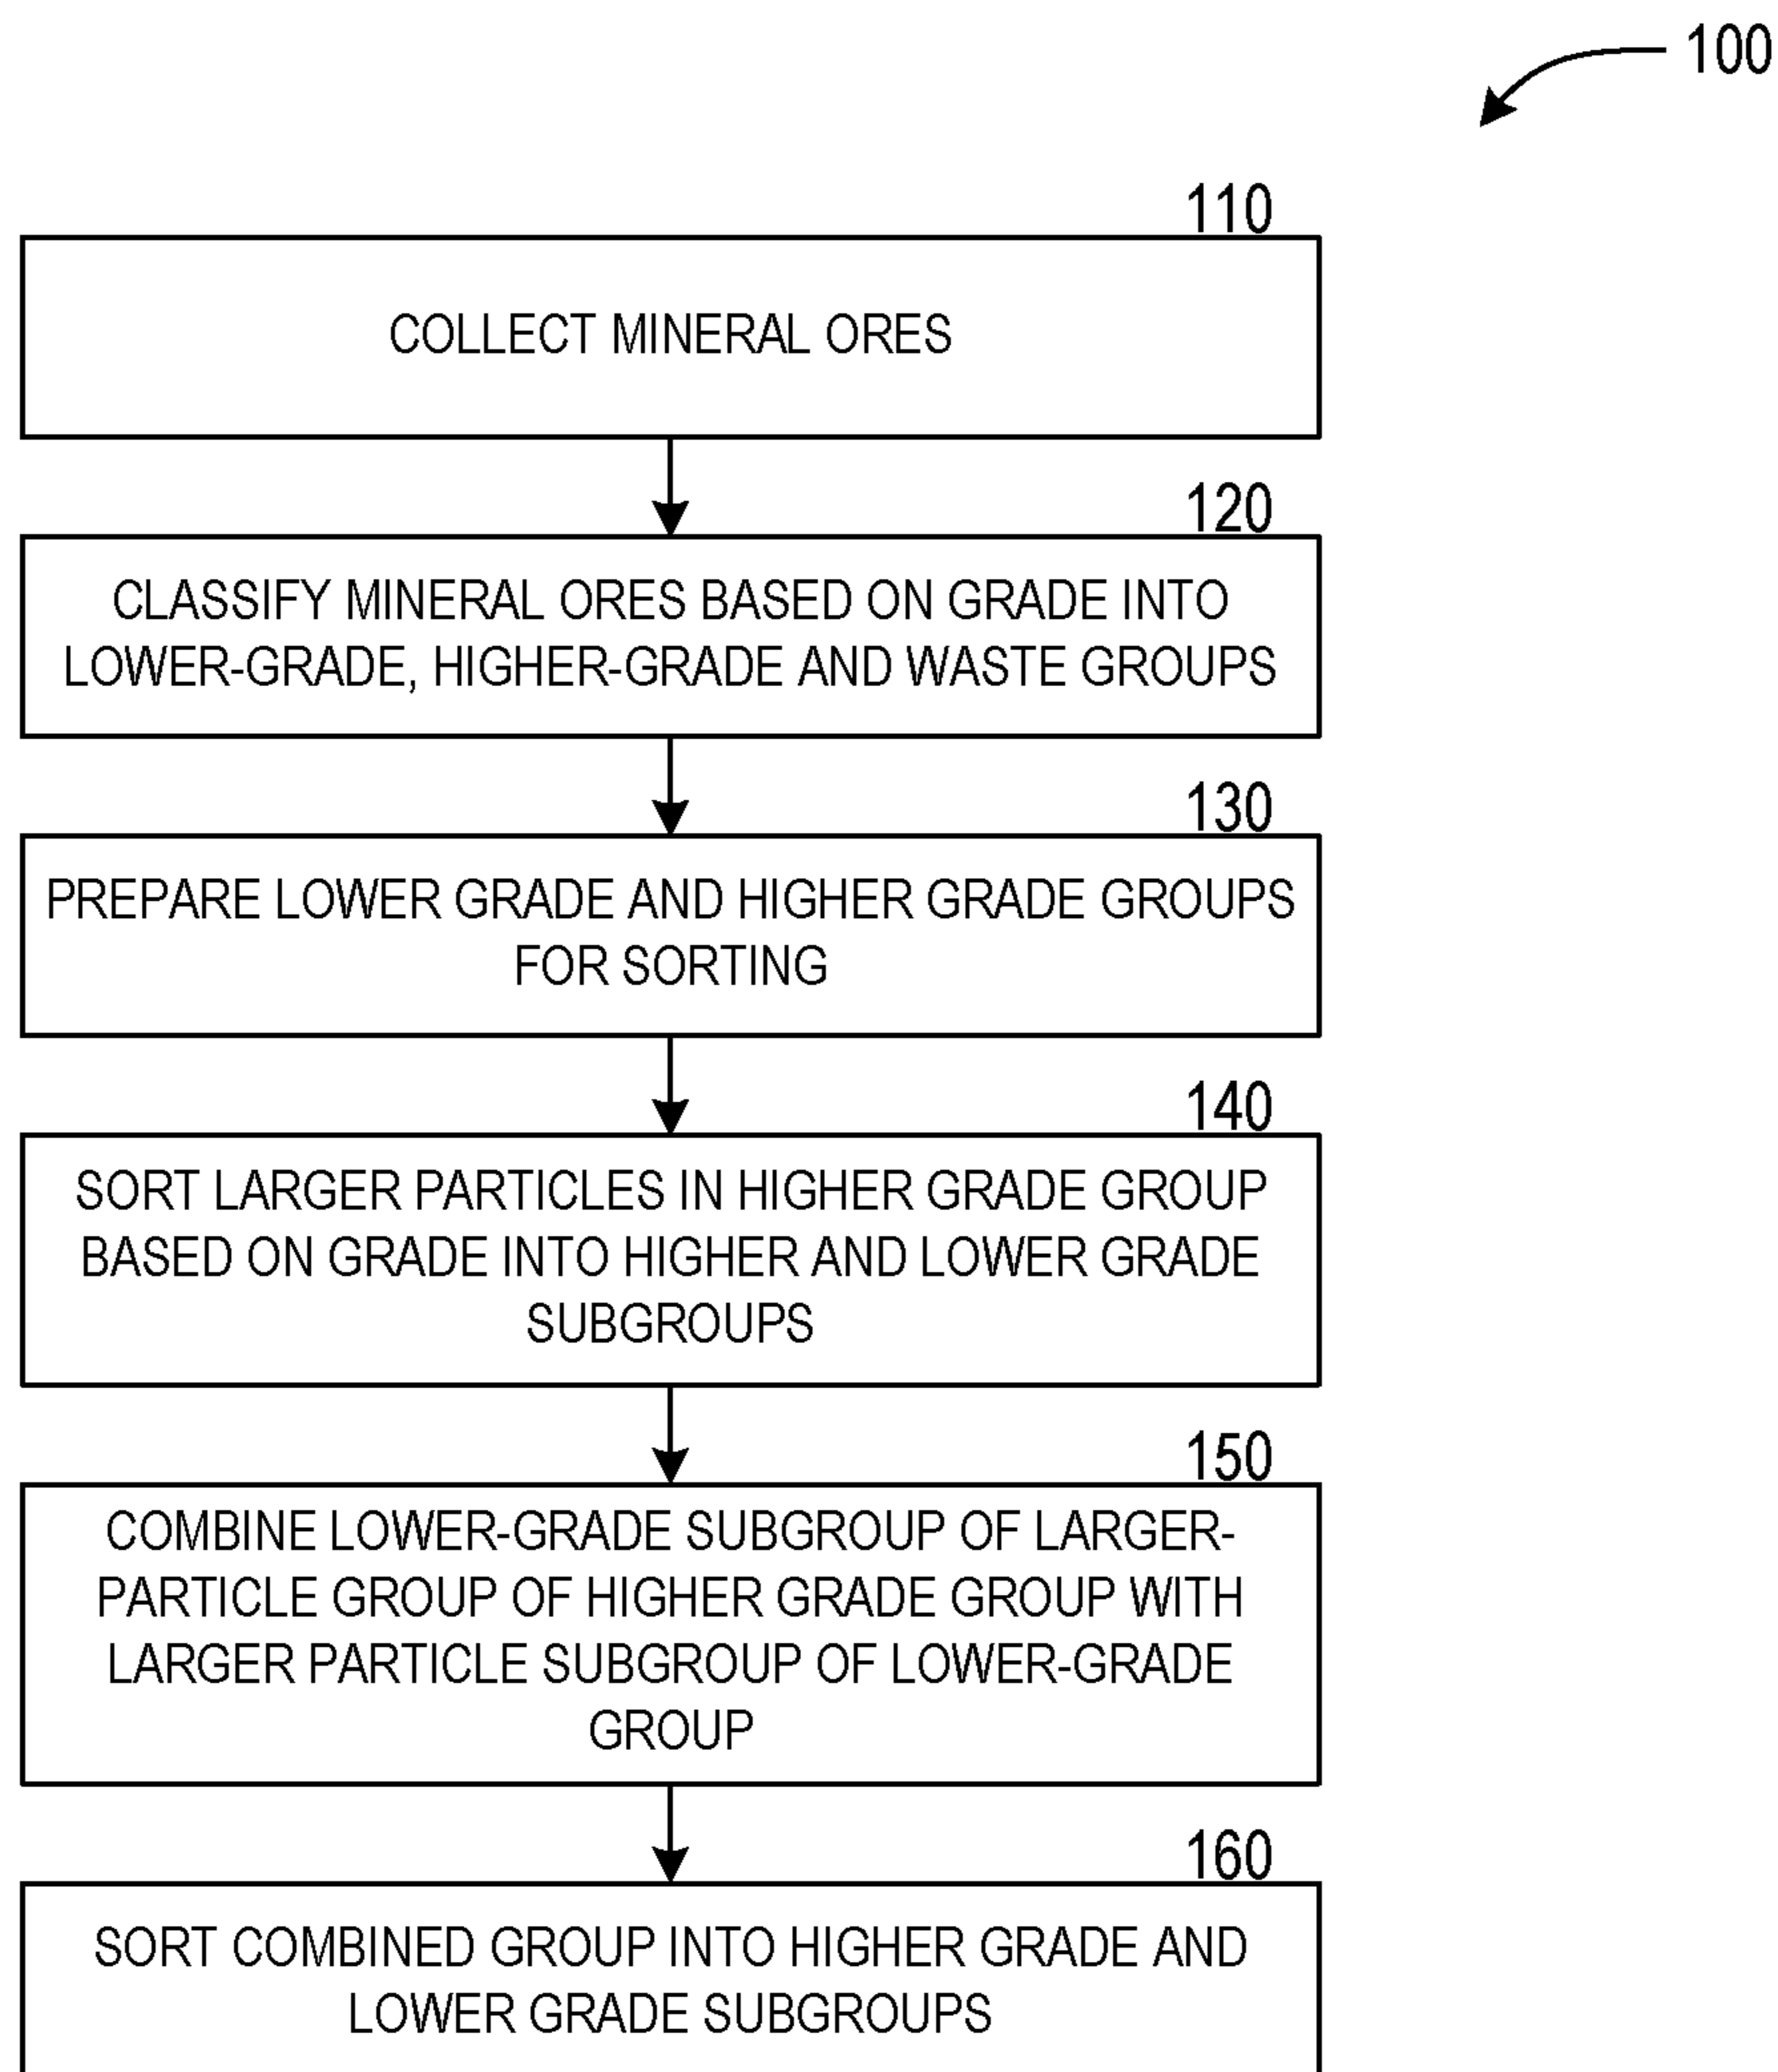 100
110
COLLECT MINERAL ORES
120
CLASSIFY MINERAL ORES BASED ON GRADE INTO
LOWER-GRADE, HIGHER-GRADE AND WASTE GROUPS
130
PREPARE LOWER GRADE AND HIGHER GRADE GROUPS
FOR SORTING
140
SORT LARGER PARTICLES IN HIGHER GRADE GROUP
BASED ON GRADE INTO HIGHER AND LOWER GRADE
SUBGROUPS
150
COMBINE LOWER-GRADE SUBGROUP OF LARGER-
PARTICLE GROUP OF HIGHER GRADE GROUP WITH
LARGER PARTICLE SUBGROUP OF LOWER-GRADE
GROUP
160
SORT COMBINED GROUP INTO HIGHER GRADE AND
LOWER GRADE SUBGROUPS